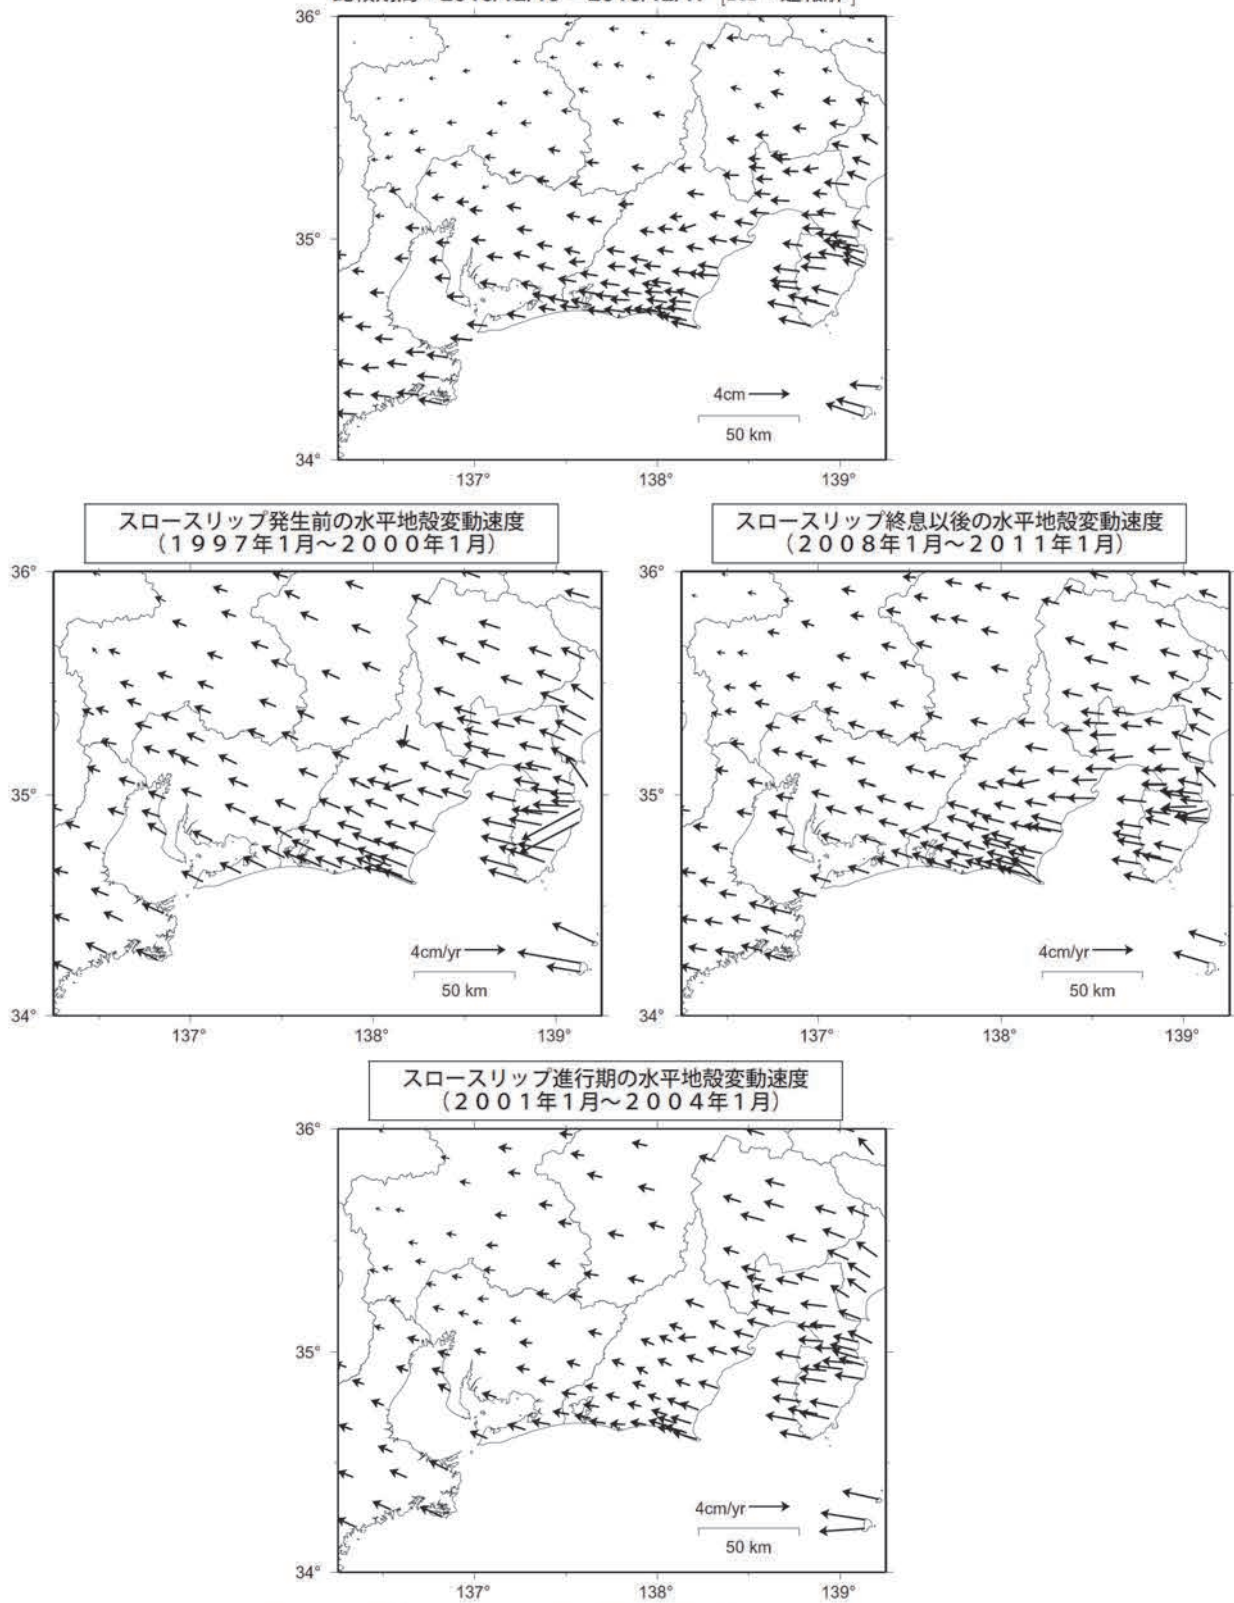 36°
35°
34°
4cm
50 km
137°
138°
139°
スロースリップ発生前の水平地殻変動速度
(1997年1月～2000年1月)
36°
35°
34°
4cm/yr
50 km
137°
138°
139°
スロースリップ終息以後の水平地殻変動速度
(2008年1月～2011年1月)
36°
35°
34°
4cm/yr
50 km
137°
138°
139°
スロースリップ進行期の水平地殻変動速度
(2001年1月～2004年1月)
36°
35°
34°
4cm/yr
50 km
137°
138°
139°